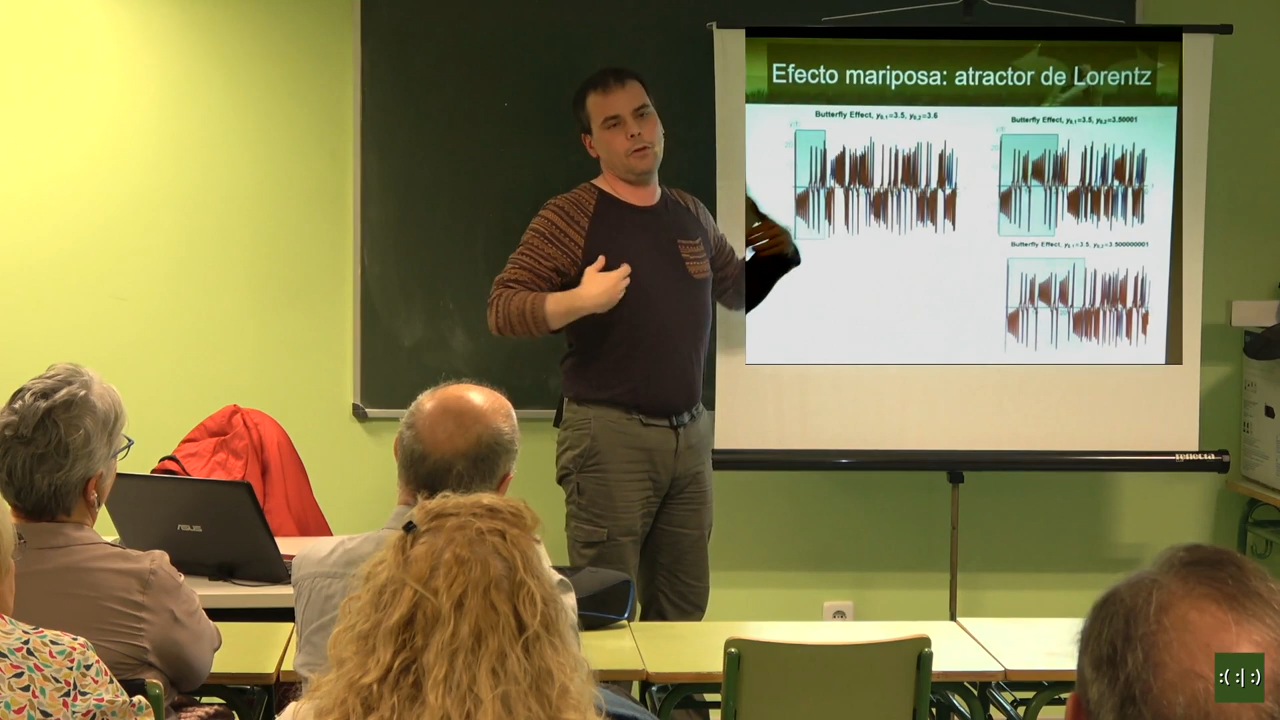 Efecto mariposa: atractor de Lorentz
Butterfly Effect, y₀,₁=3.5, y₀,₂=3.6
Butterfly Effect, y₀,₁=3.5, y₀,₂=3.50001
Butterfly Effect, y₀,₁=3.5, y₀,₂=3.500000001
reflecta
ASUS
:( :| :)